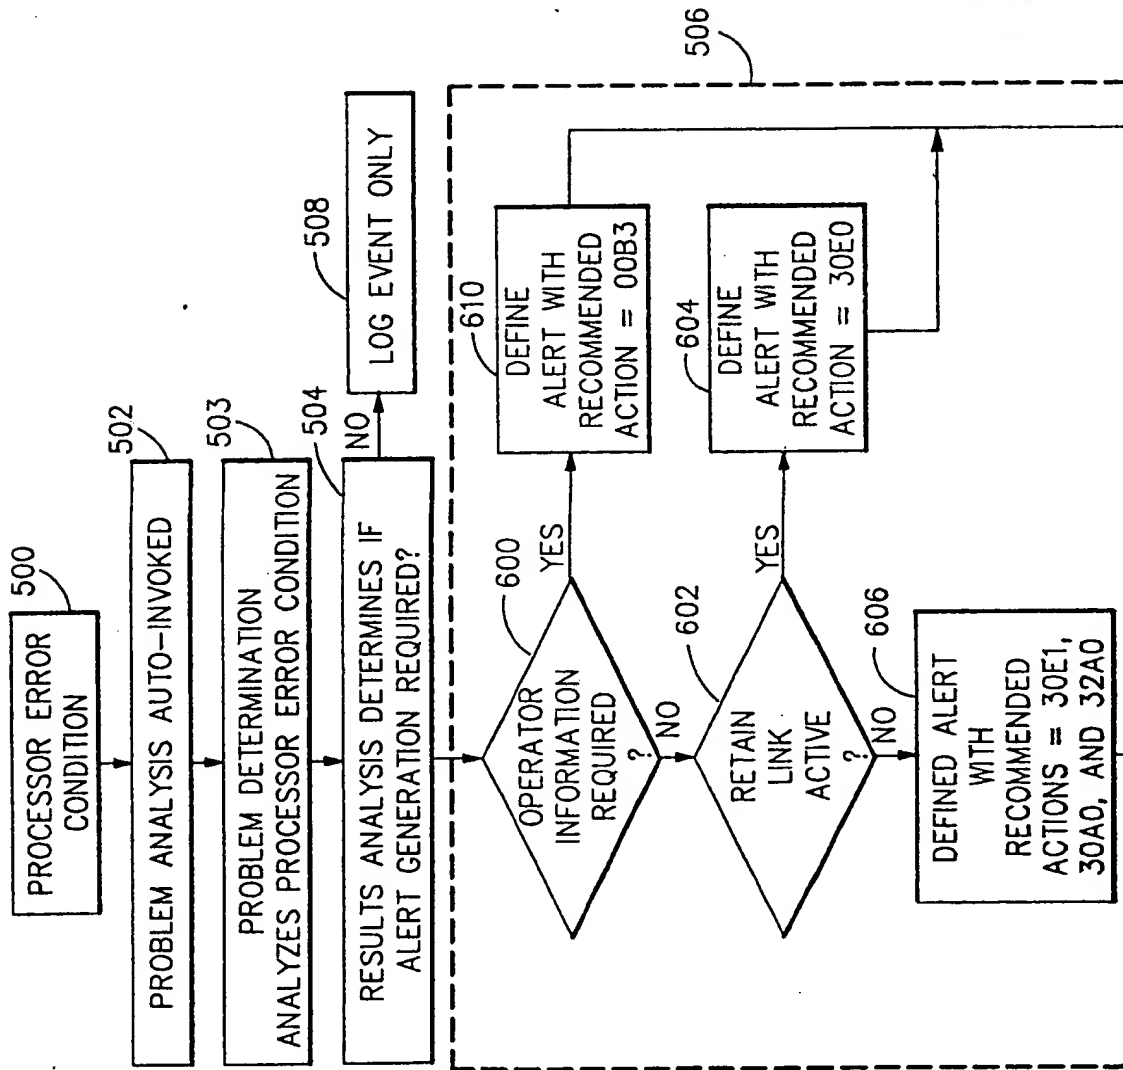 500
PROCESSOR ERROR
CONDITION
502
PROBLEM ANALYSIS AUTO-INVOKED
503
PROBLEM DETERMINATION
ANALYZES PROCESSOR ERROR CONDITION
504
RESULTS ANALYSIS DETERMINES IF
ALERT GENERATION REQUIRED?
NO
508
LOG EVENT ONLY
506
600
OPERATOR
INFORMATION
REQUIRED
?
YES
610
DEFINE
ALERT WITH
RECOMMENDED
ACTION = 00B3
NO
602
RETAIN
LINK
ACTIVE
?
YES
604
DEFINE
ALERT WITH
RECOMMENDED
ACTION = 30E0
NO
606
DEFINED ALERT
WITH
RECOMMENDED
ACTIONS = 30E1,
30A0, AND 32A0